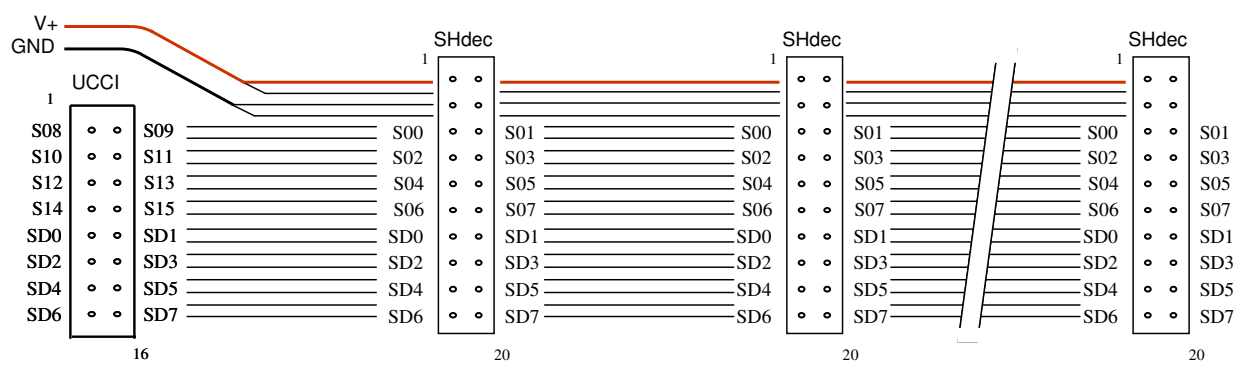 V+
GND
SHdec
SHdec
SHdec
1
1
1
UCCI
1
S08 S09 S00 S01 S00 S01 S00 S01
S10 S11 S02 S03 S02 S03 S02 S03
S12 S13 S04 S05 S04 S05 S04 S05
S14 S15 S06 S07 S06 S07 S06 S07
SD0 SD1 SD0 SD1 SD0 SD1 SD0 SD1
SD2 SD3 SD2 SD3 SD2 SD3 SD2 SD3
SD4 SD5 SD4 SD5 SD4 SD5 SD4 SD5
SD6 SD7 SD6 SD7 SD6 SD7 SD6 SD7
16 20 20 20